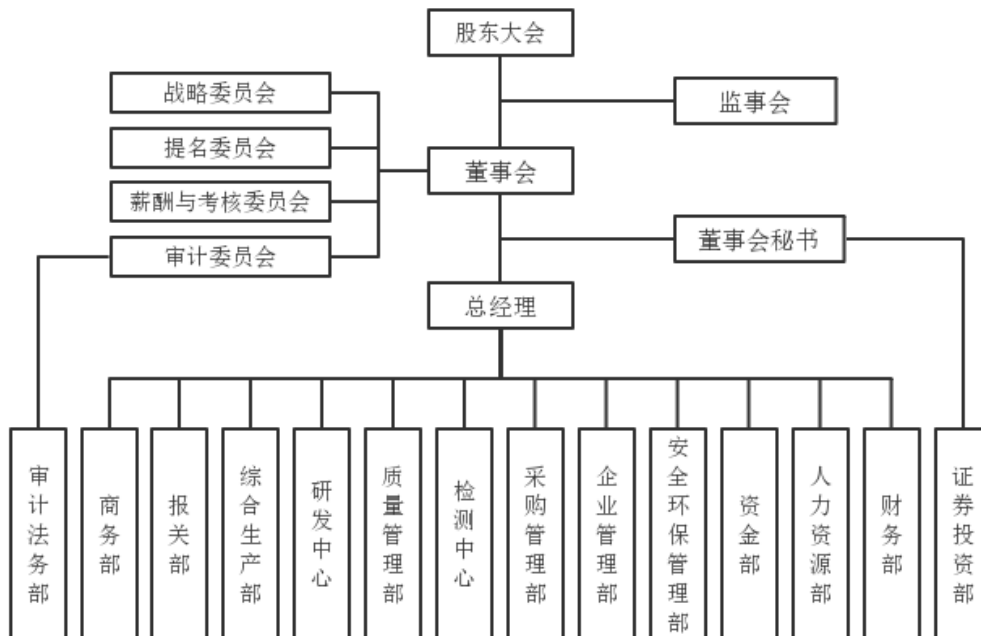 股东大会
战略委员会
监事会
提名委员会
董事会
薪酬与考核委员会
董事会秘书
审计委员会
总经理
审计法务部
商务部
报关部
综合生产部
研发中心
质量管理部
检测中心
采购管理部
企业管理部
安全环保管理部
资金部
人力资源部
财务部
证券投资部